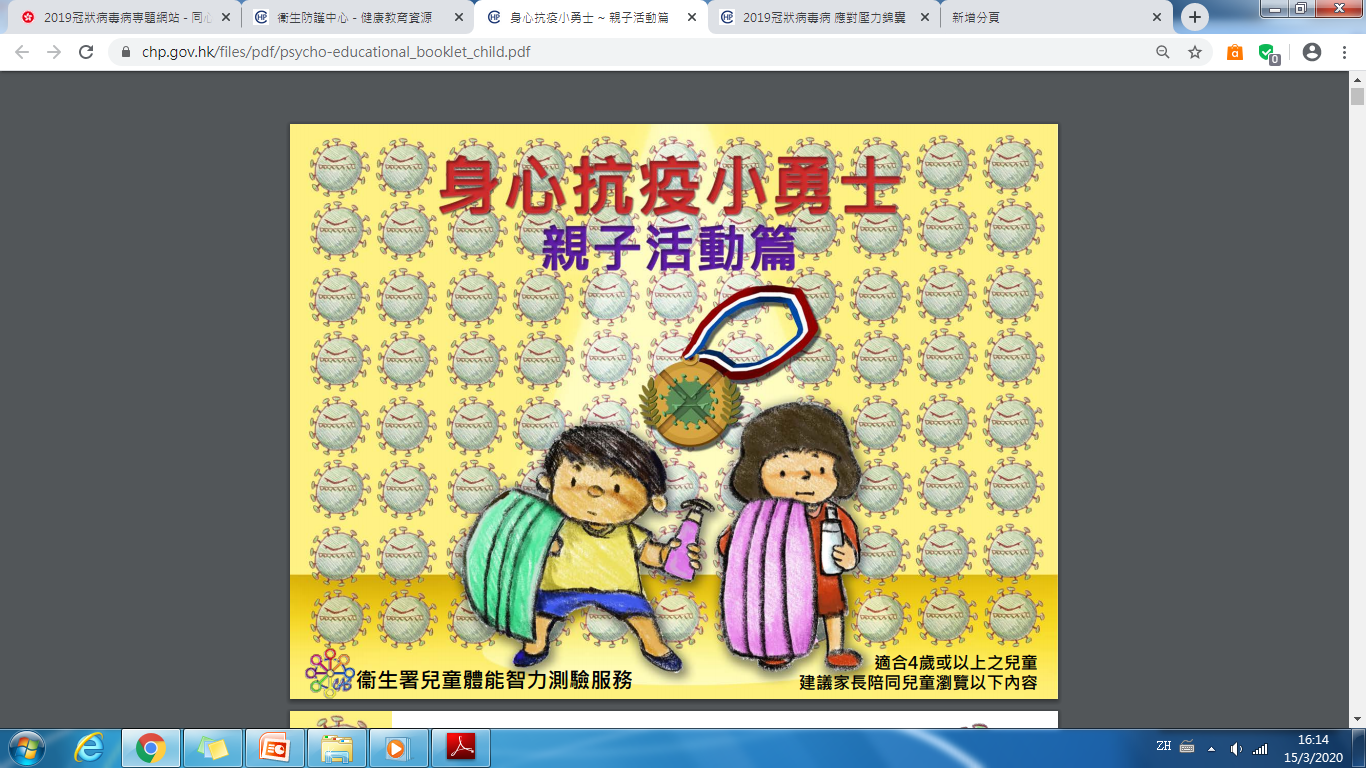 2019冠狀病毒病專題網站 - 同心
衞生防護中心 - 健康教育資源
身心抗疫小勇士 ~ 親子活動篇
2019冠狀病毒病 應對壓力錦囊
新增分頁
chp.gov.hk/files/pdf/psycho-educational_booklet_child.pdf
0
身心抗疫小勇士
親子活動篇
衞生署兒童體能智力測驗服務
適合4歲或以上之兒童
建議家長陪同兒童瀏覽以下內容
ZH
16:14
15/3/2020